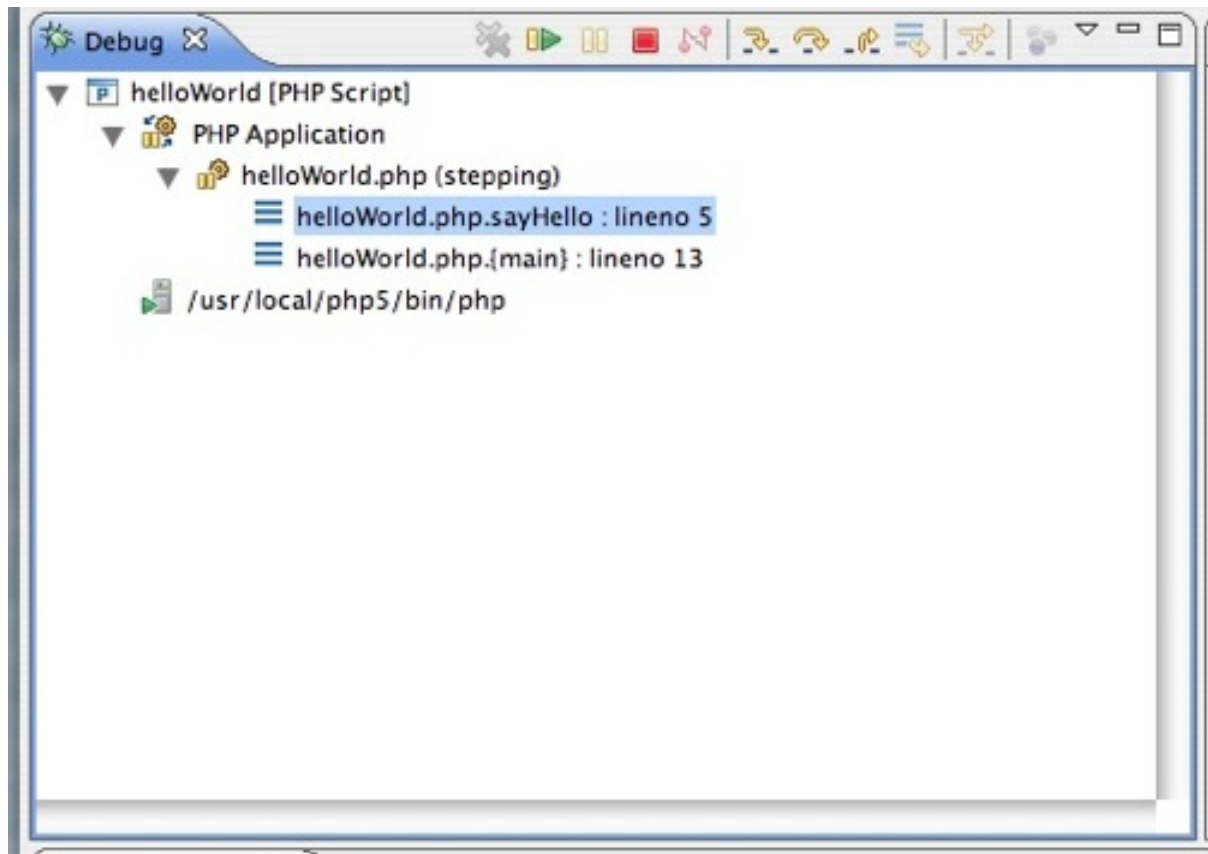 Debug
helloWorld [PHP Script]
PHP Application
helloWorld.php (stepping)
helloWorld.php.sayHello : lineno 5
helloWorld.php.{main} : lineno 13
/usr/local/php5/bin/php